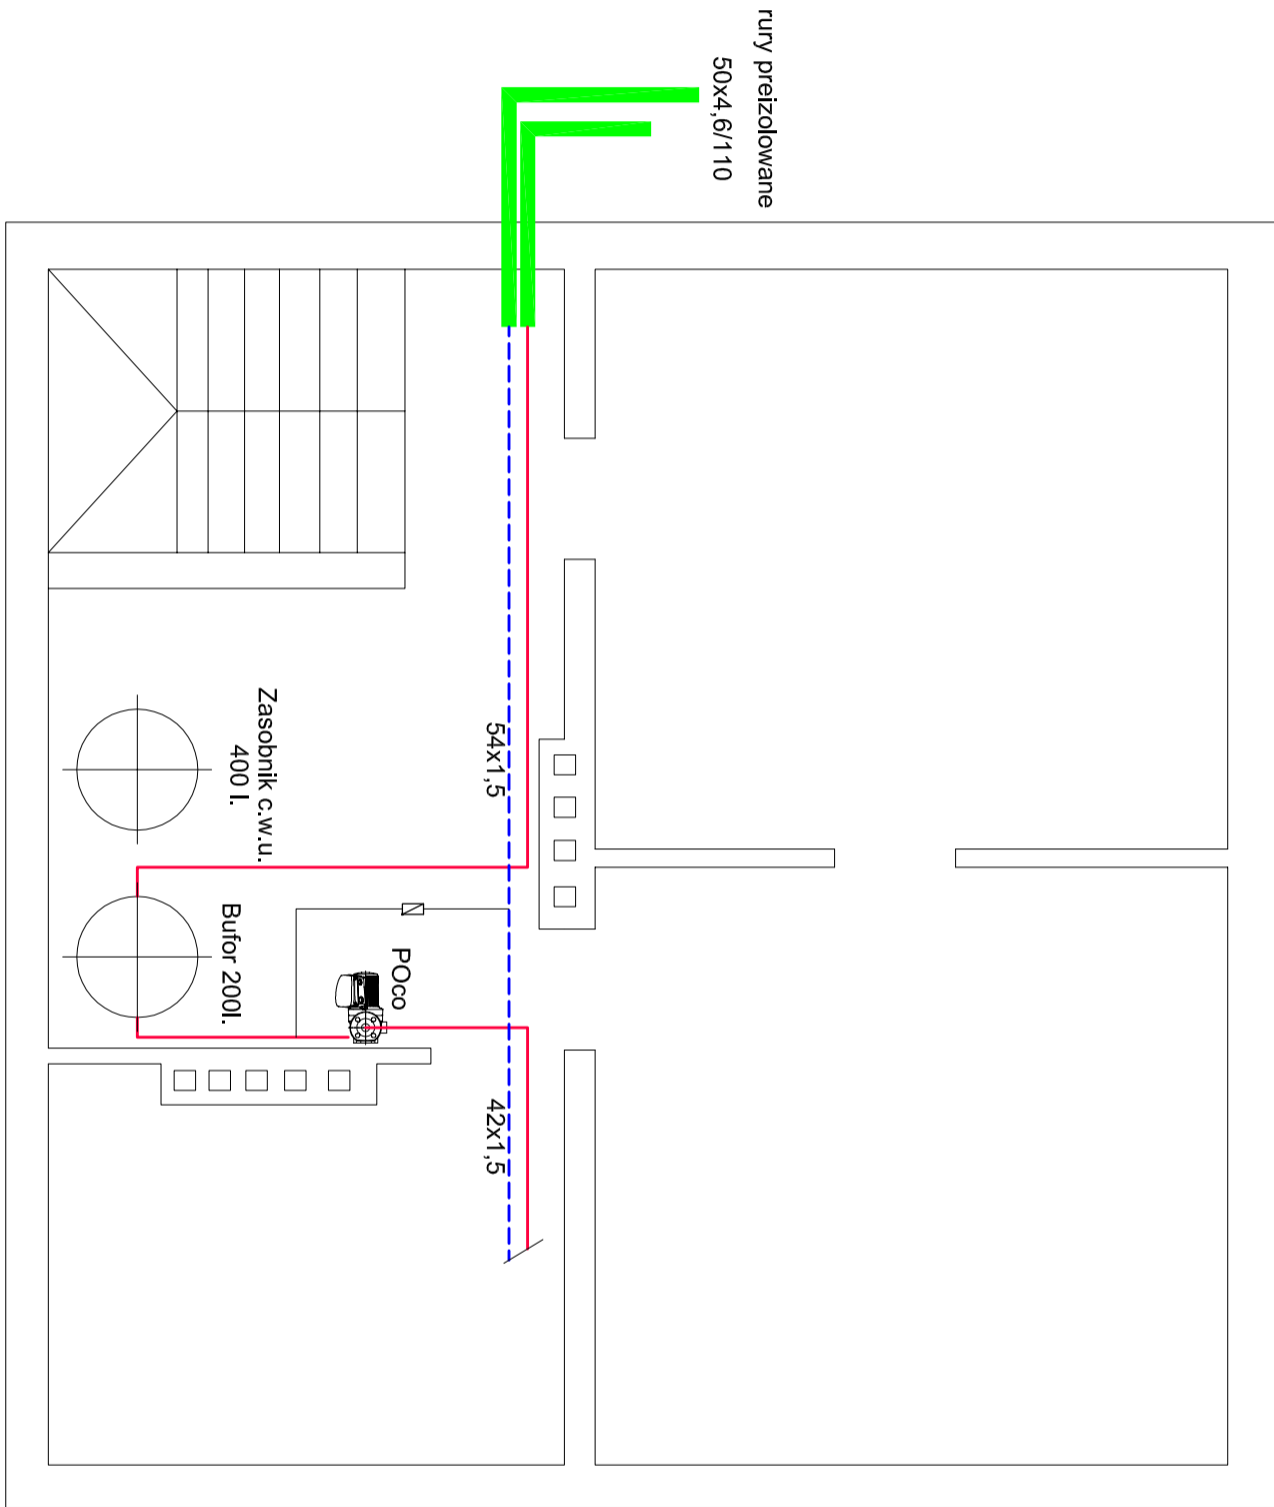 rury preizolowane
50x4,6/110
54x1,5
Zasobnik c.w.u.
400 l.
Bufor 200l.
POco
42x1,5